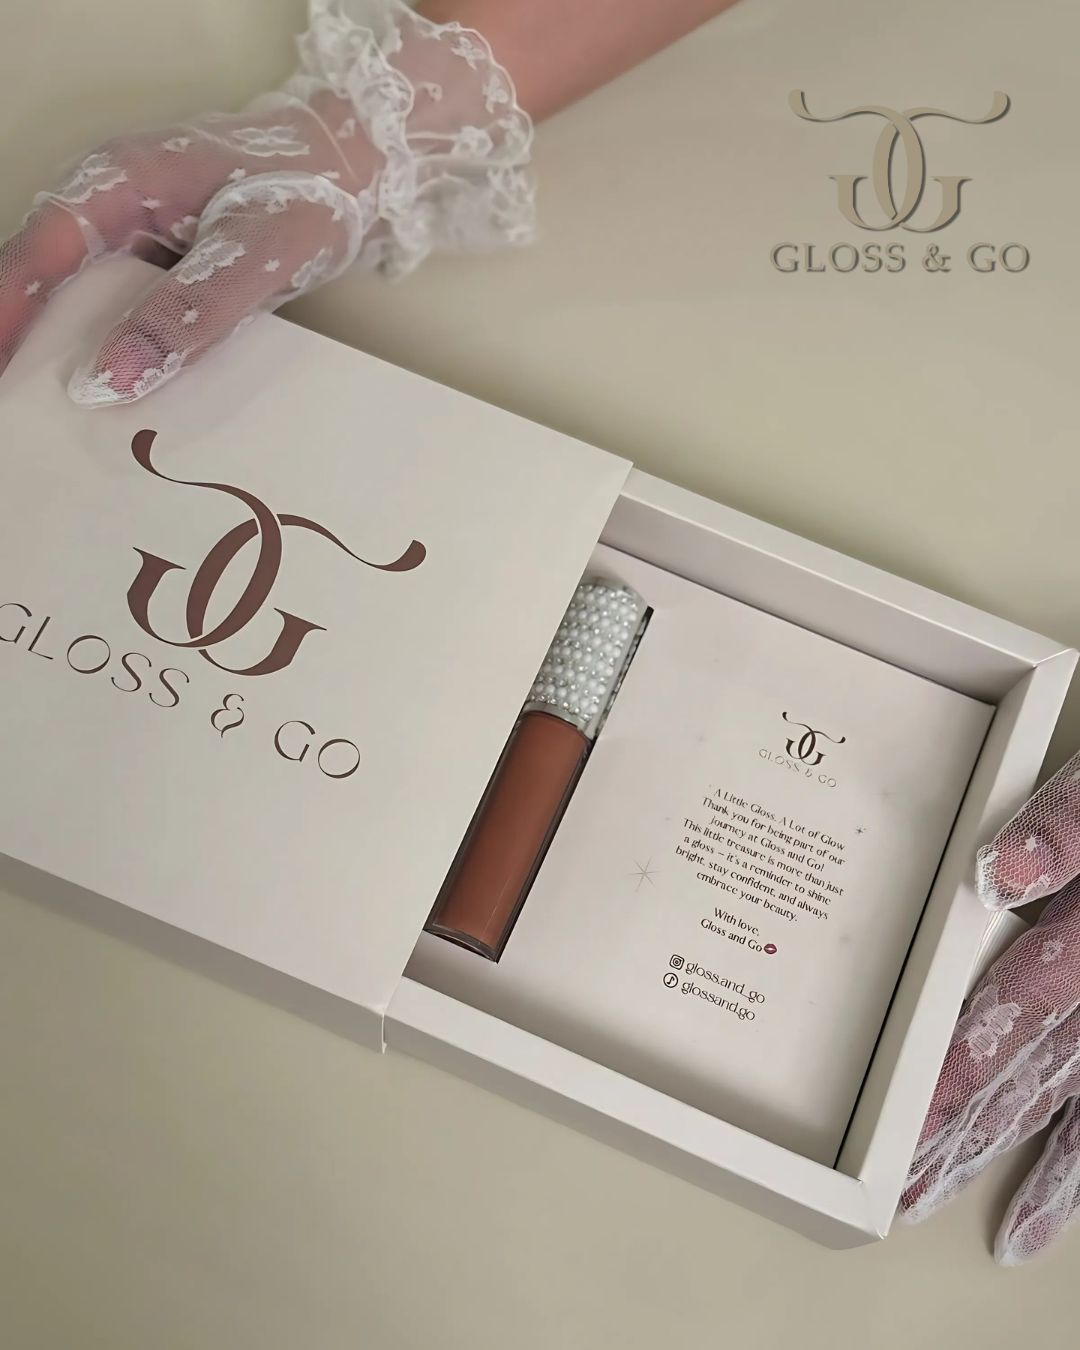 GLOSS & GO
GLOSS & GO
GLOSS & GO
A Little Gloss, A Lot of Glow
Thank you for being part of our
journey at Gloss and Go!
This little treasure is more than just
a gloss – it's a reminder to shine
bright, stay confident, and always
embrace your beauty.
With love,
Gloss and Go💋
gloss.and_go
glossand.go